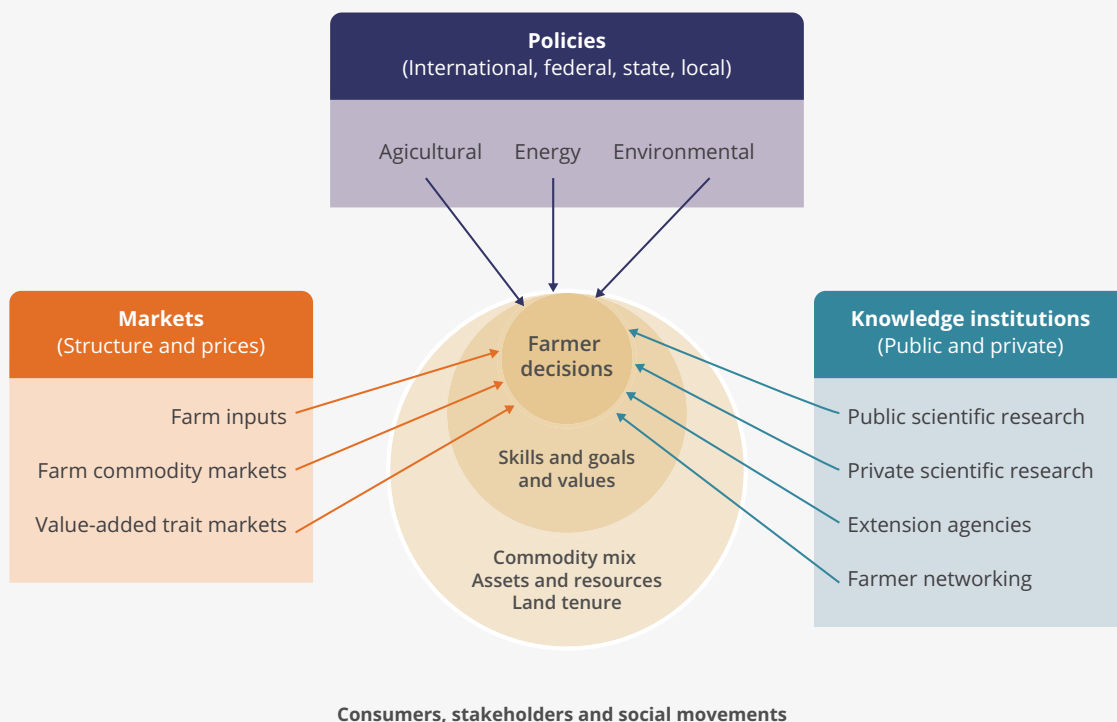 Policies
(International, federal, state, local)
Agicultural Energy Environmental
Markets
(Structure and prices)
Farm inputs
Farm commodity markets
Value-added trait markets
Farmer
decisions
Skills and goals
and values
Commodity mix
Assets and resources
Land tenure
Knowledge institutions
(Public and private)
Public scientific research
Private scientific research
Extension agencies
Farmer networking
Consumers, stakeholders and social movements